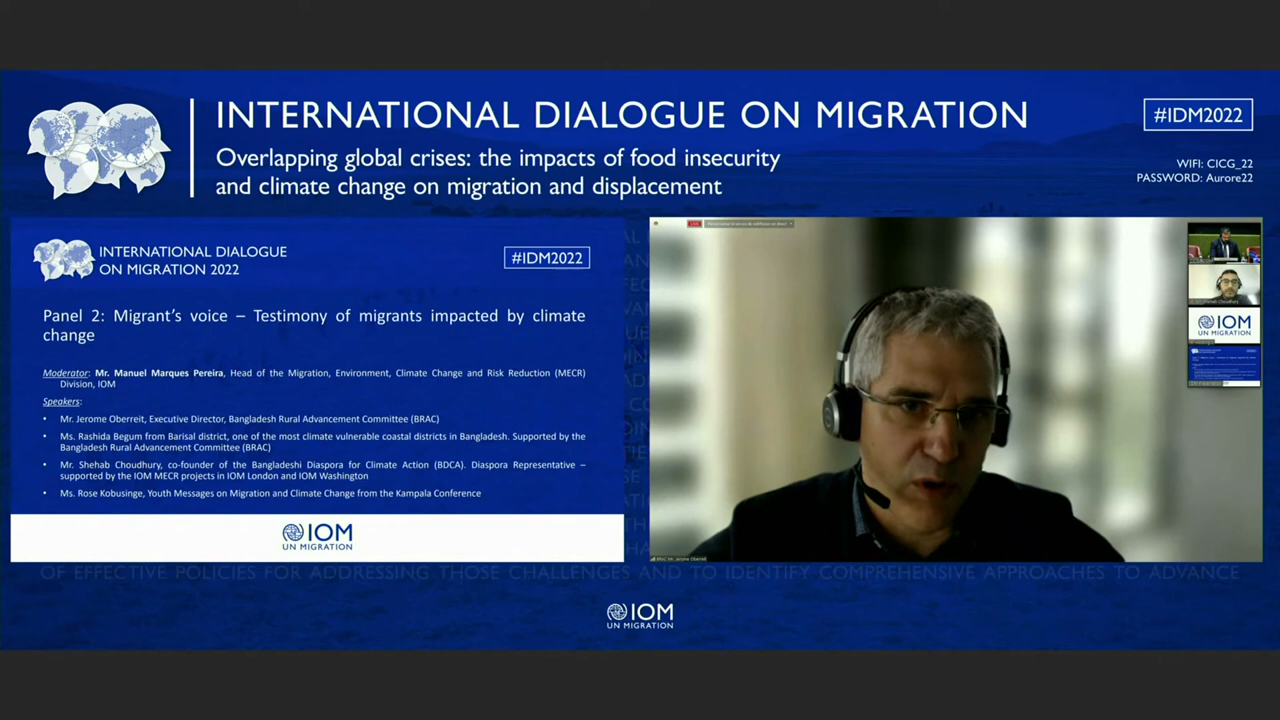 INTERNATIONAL DIALOGUE ON MIGRATION
Overlapping global crises: the impacts of food insecurity
and climate change on migration and displacement
#IDM2022
WIFI: CICG_22
PASSWORD: Aurore22
INTERNATIONAL DIALOGUE
ON MIGRATION 2022
#IDM2022
Panel 2: Migrant's voice – Testimony of migrants impacted by climate
change
Moderator: Mr. Manuel Marques Pereira, Head of the Migration, Environment, Climate Change and Risk Reduction (MECR)
Division, IOM
Speakers:
• Mr. Jerome Oberreit, Executive Director, Bangladesh Rural Advancement Committee (BRAC)
• Ms. Rashida Begum from Barisal district, one of the most climate vulnerable coastal districts in Bangladesh. Supported by the
Bangladesh Rural Advancement Committee (BRAC)
• Mr. Shehab Choudhury, co-founder of the Bangladeshi Diaspora for Climate Action (BDCA). Diaspora Representative –
supported by the IOM MECR projects in IOM London and IOM Washington
• Ms. Rose Kobusinge, Youth Messages on Migration and Climate Change from the Kampala Conference
IOM
UN MIGRATION
IOM
UN MIGRATION
OF EFFECTIVE POLICIES FOR ADDRESSING THOSE CHALLENGES AND TO IDENTIFY COMPREHENSIVE APPROACHES TO ADVANCE
IOM
UN MIGRATION